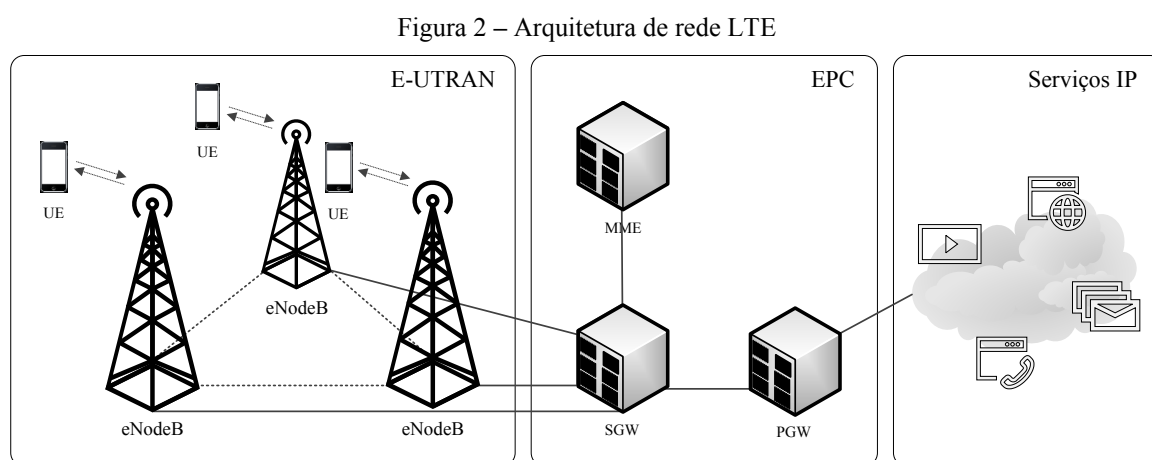 Figura 2 – Arquitetura de rede LTE
E-UTRAN
EPC
Serviços IP
UE
UE
UE
MME
eNodeB
eNodeB
eNodeB
SGW
PGW